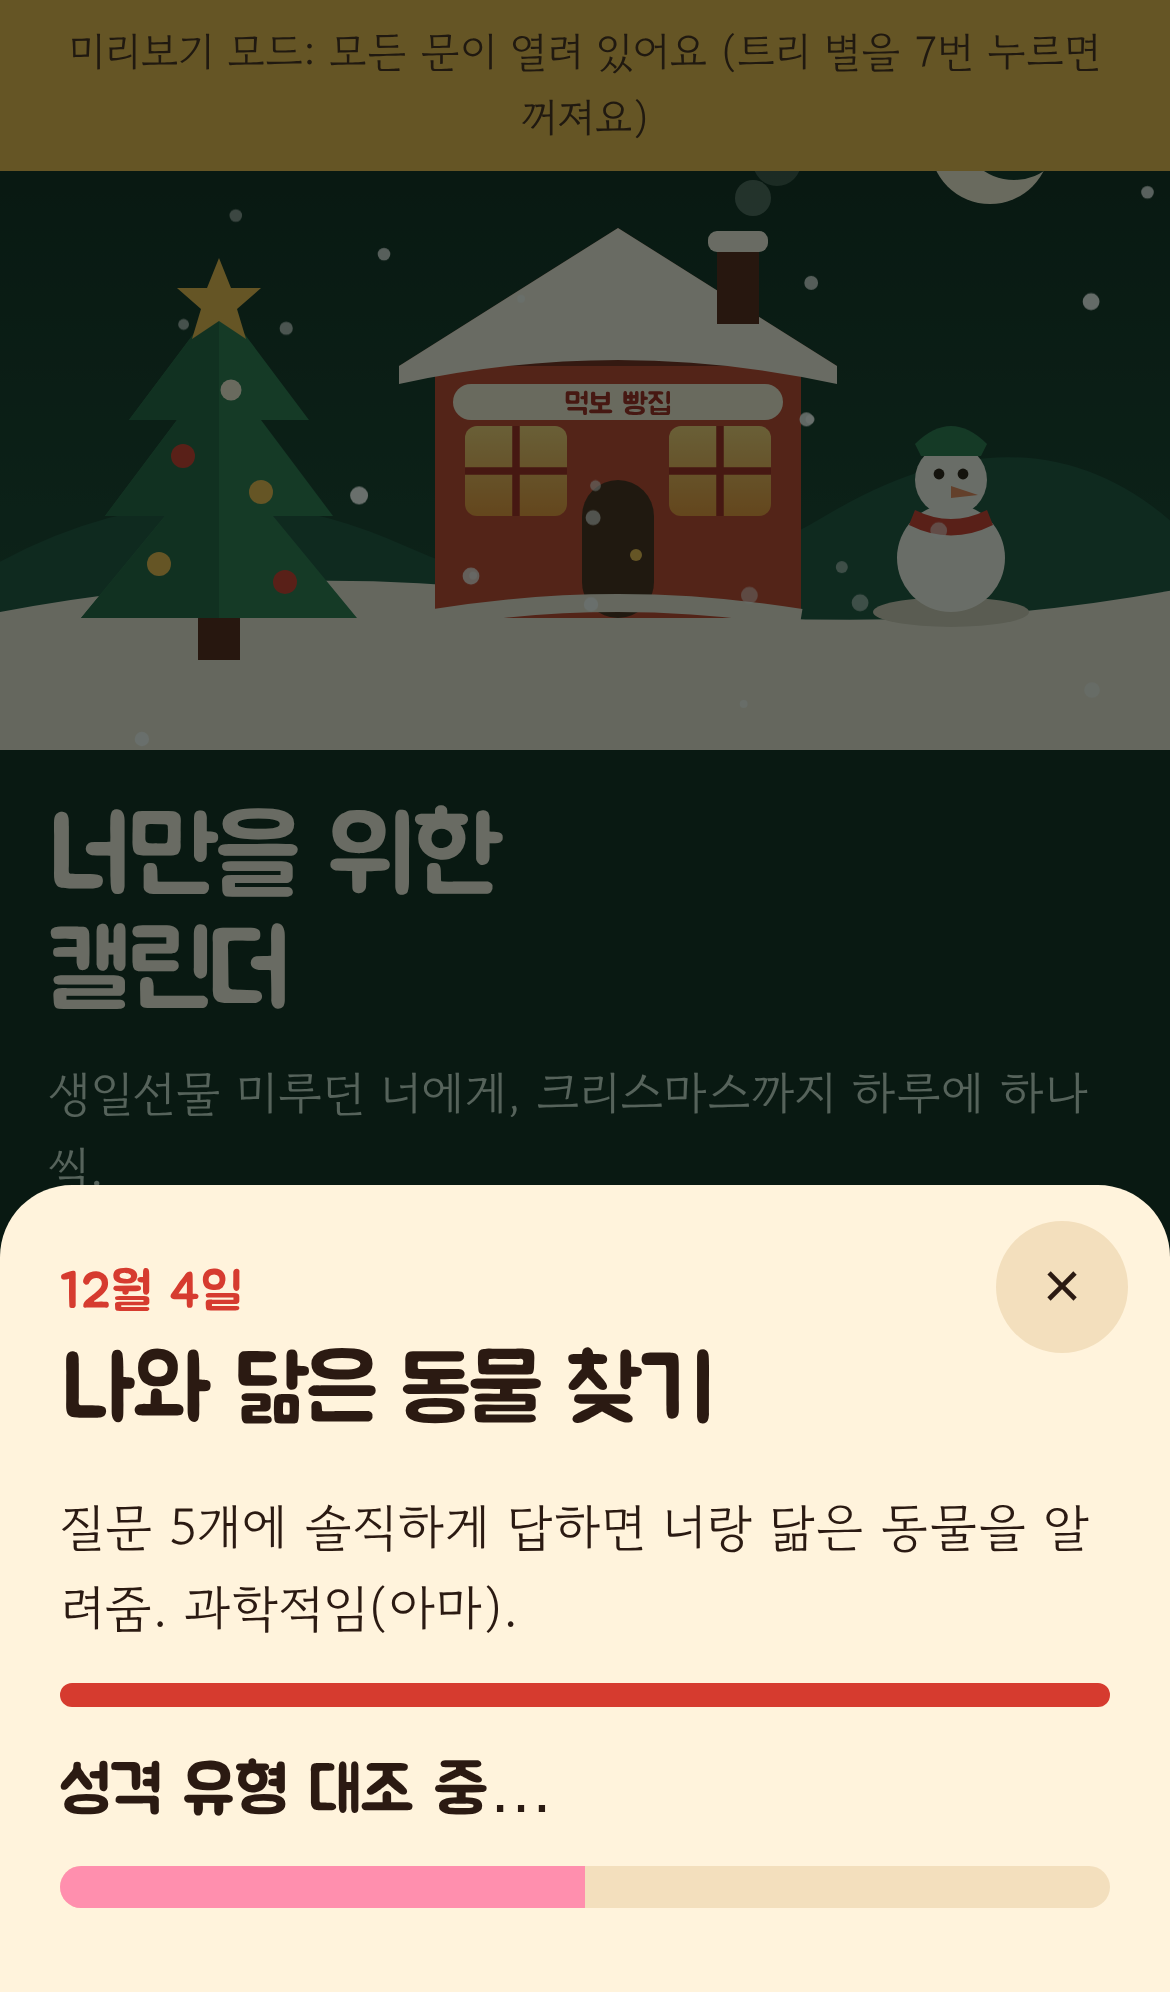 미리보기 모드: 모든 문이 열려 있어요 (트리 별을 7번 누르면
꺼져요)
먹보 빵집
너만을 위한
캘린더
생일선물 미루던 너에게, 크리스마스까지 하루에 하나
씩.
12월 4일
×
나와 닮은 동물 찾기
질문 5개에 솔직하게 답하면 너랑 닮은 동물을 알
려줌. 과학적임(아마).
성격 유형 대조 중...